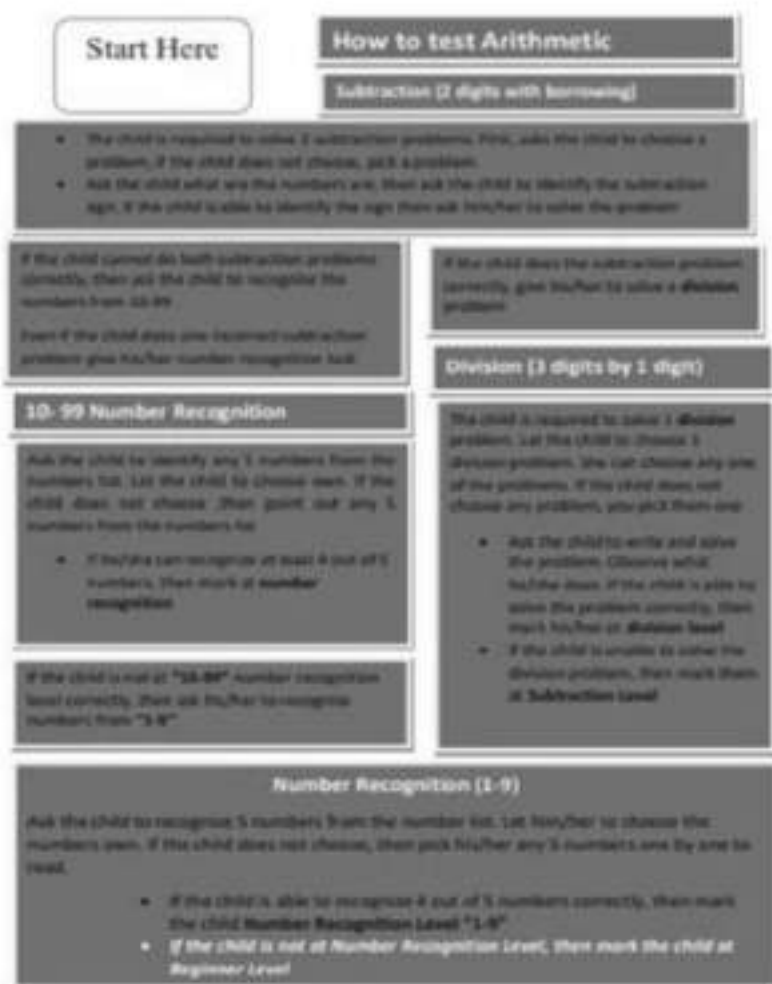 Start Here
How to test Arithmetic
Subtraction (2 digits with borrowing)
• The child is required to solve 2 subtraction problems. First, asks the child to choose a
problem, if the child does not choose, pick a problem.
• Ask the child what are the numbers are, then ask the child to identify the subtraction
sign. If the child is able to identify the sign then ask him/her to solve the problem
If the child cannot do both subtraction problems
correctly, then ask the child to recognize the
numbers from 10-99
Even if the child does one incorrect subtraction
problem give his/her number recognition task
10- 99 Number Recognition
Ask the child to identify any 5 numbers from the
numbers list. Let the child to choose own. If the
child does not choose ,then point out any 5
numbers from the numbers list
• If he/she can recognize at least 4 out of 5
numbers, then mark at number
recognition
If the child is not at "10-99" number recognition
level correctly, then ask his/her to recognize
numbers from "1-9"
If the child does the subtraction problem
correctly, give his/her to solve a division
problem
Division (3 digits by 1 digit)
The child is required to solve 1 division
problem. Let the child to choose 1
division problem. She can choose any one
of the problems. If the child does not
choose any problem, you pick them one
• Ask the child to write and solve
the problem. Observe what
he/she does. If the child is able to
solve the problem correctly, then
mark his/her at division level
• If the child is unable to solve the
division problem, then mark them
at Subtraction Level
Number Recognition (1-9)
Ask the child to recognize 5 numbers from the number list. Let him/her to choose the
numbers own. If the child does not choose, then pick his/her any 5 numbers one by one to
read.
• If the child is able to recognize 4 out of 5 numbers correctly, then mark
the child Number Recognition Level "1-9"
• If the child is not at Number Recognition Level, then mark the child at
Beginner Level